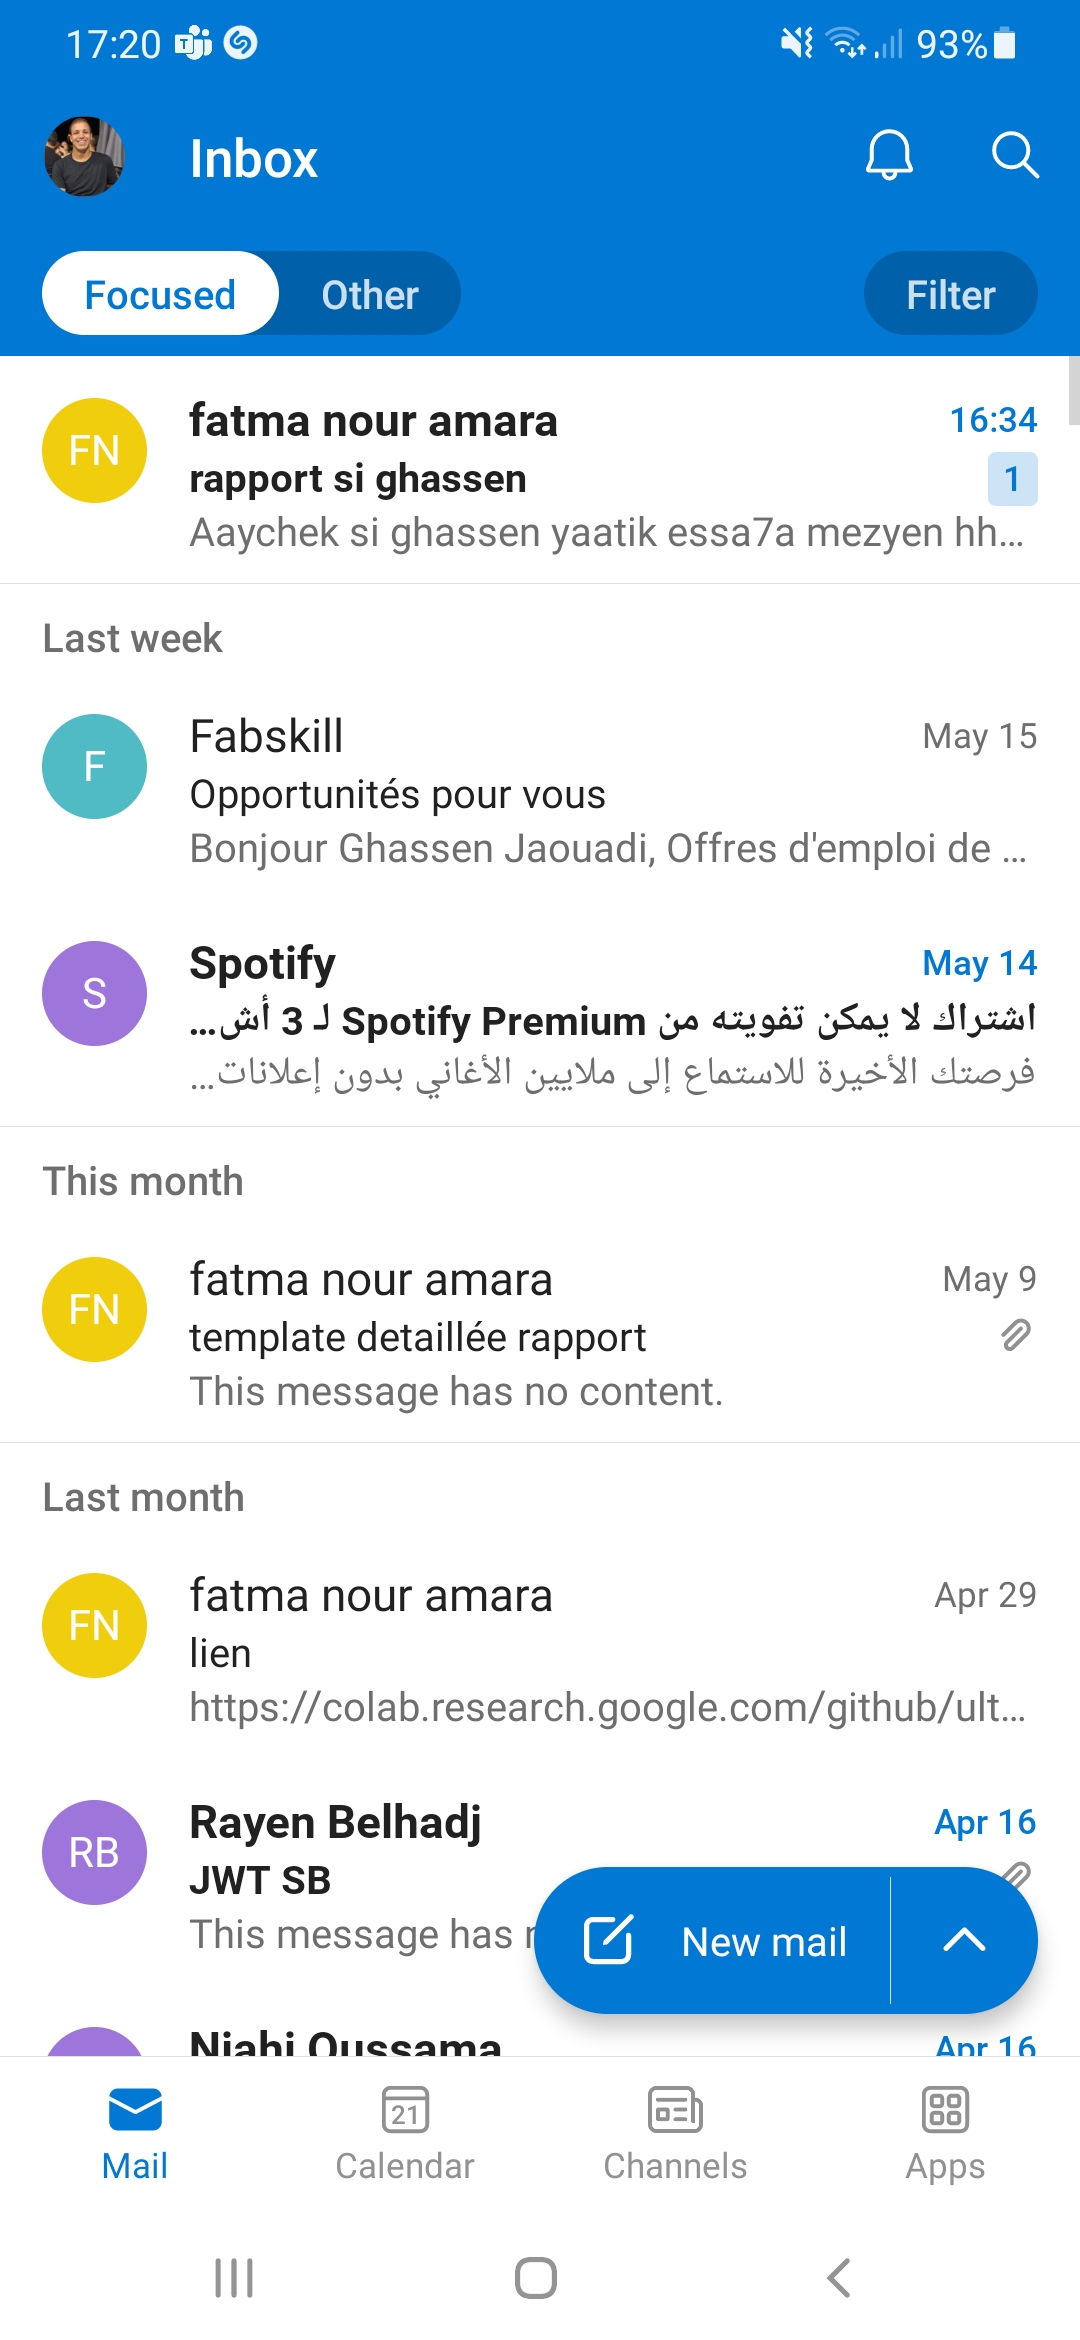 17:20 93%
Inbox
Focused Other Filter
FN fatma nour amara 16:34
rapport si ghassen 1
Aaychek si ghassen yaatik essa7a mezyen hh...
Last week
F Fabskill May 15
Opportunités pour vous
Bonjour Ghassen Jaouadi, Offres d'emploi de ...
S Spotify May 14
اشتراك لا يمكن تفويته من Spotify Premium لـ 3 أش...
فرصتك الأخيرة للاستماع إلى ملايين الأغاني بدون إعلانات...
This month
FN fatma nour amara May 9
template detaillée rapport
This message has no content.
Last month
FN fatma nour amara Apr 29
lien
https://colab.research.google.com/github/ult...
RB Rayen Belhadj Apr 16
JWT SB
This message has
New mail
Njahi Oussama Apr 16
21
Mail Calendar Channels Apps